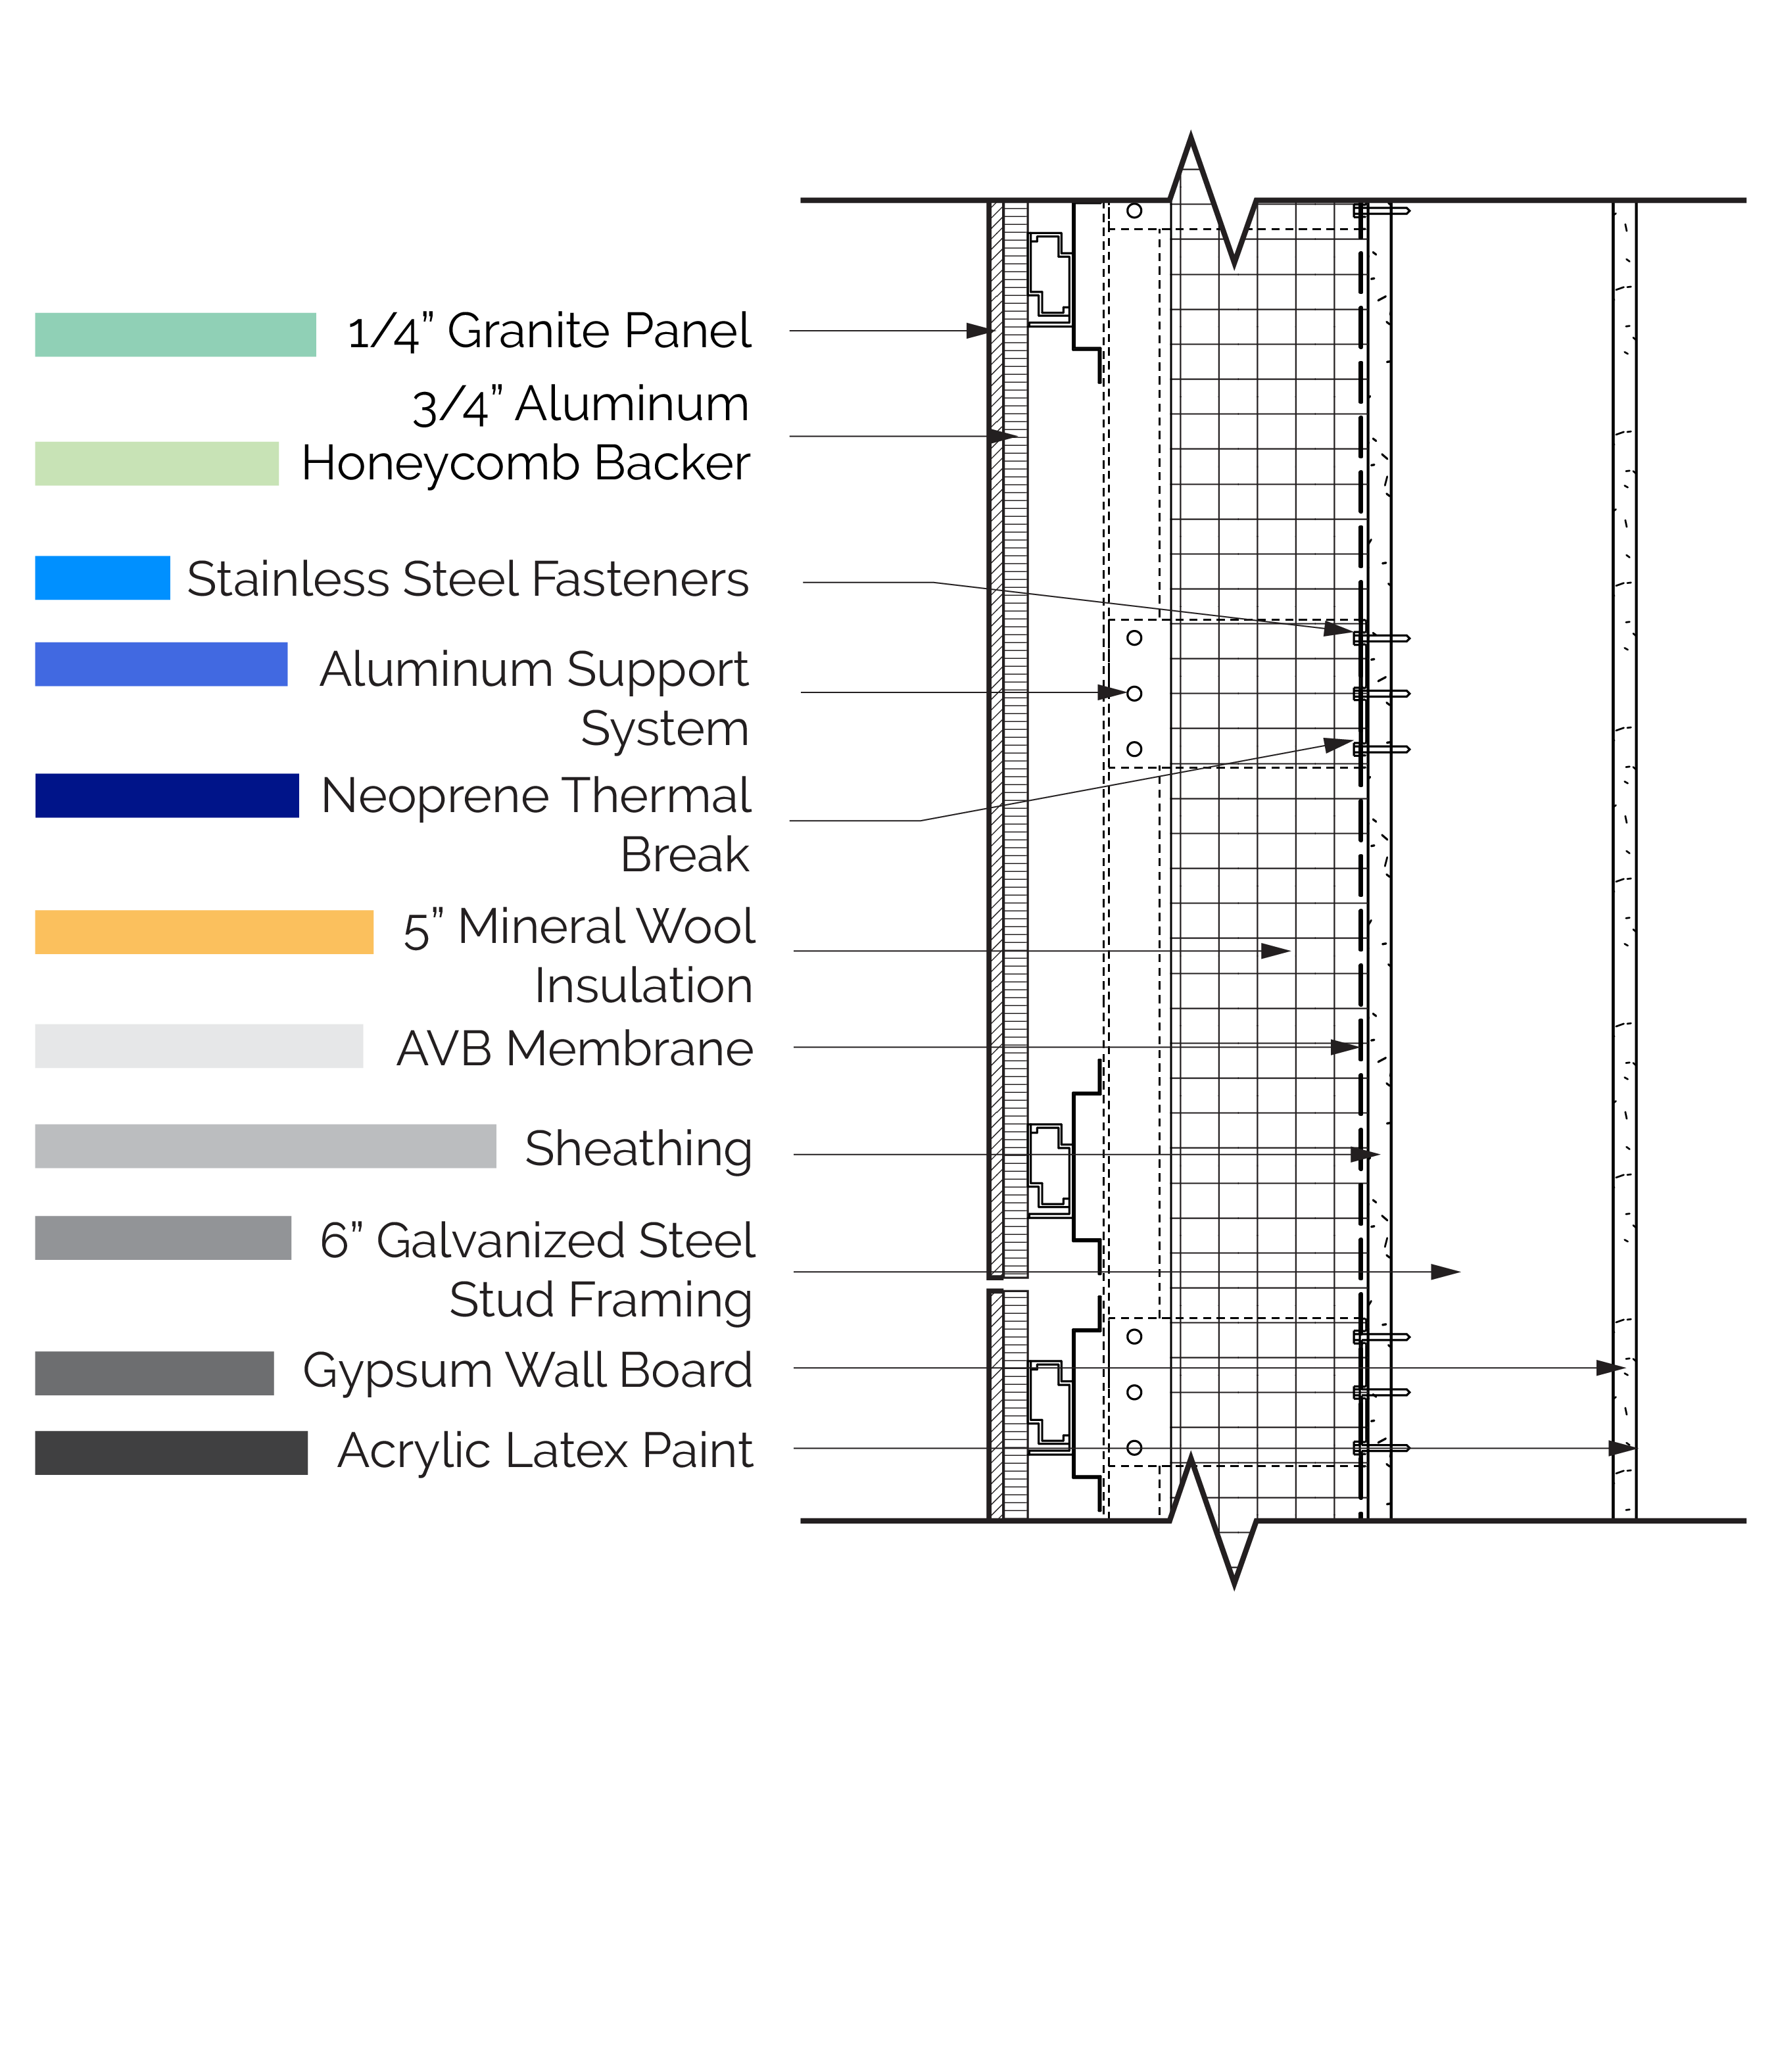 1/4” Granite Panel
3/4” Aluminum
Honeycomb Backer
Stainless Steel Fasteners
Aluminum Support
System
Neoprene Thermal
Break
5” Mineral Wool
Insulation
AVB Membrane
Sheathing
6” Galvanized Steel
Stud Framing
Gypsum Wall Board
Acrylic Latex Paint